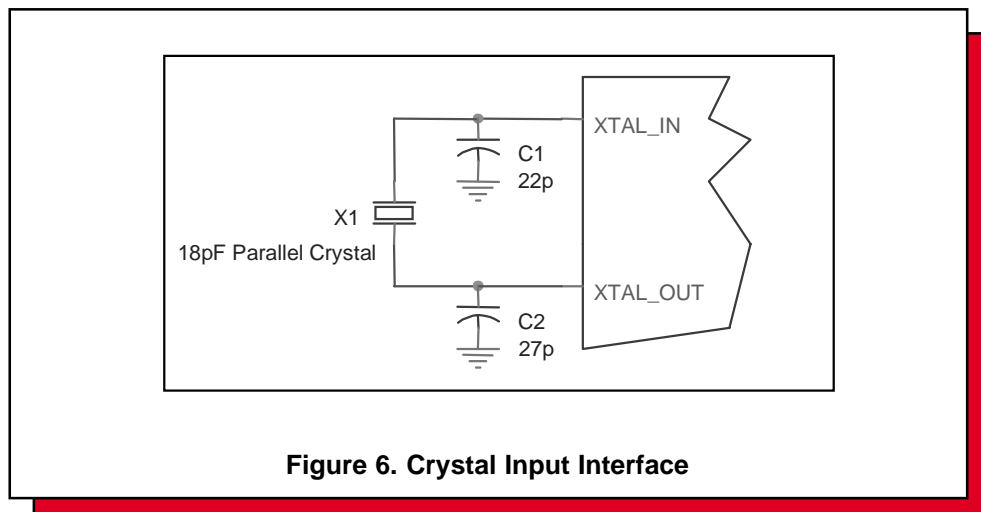 XTAL_IN
C1
22p
X1
18pF Parallel Crystal
XTAL_OUT
C2
27p
Figure 6. Crystal Input Interface